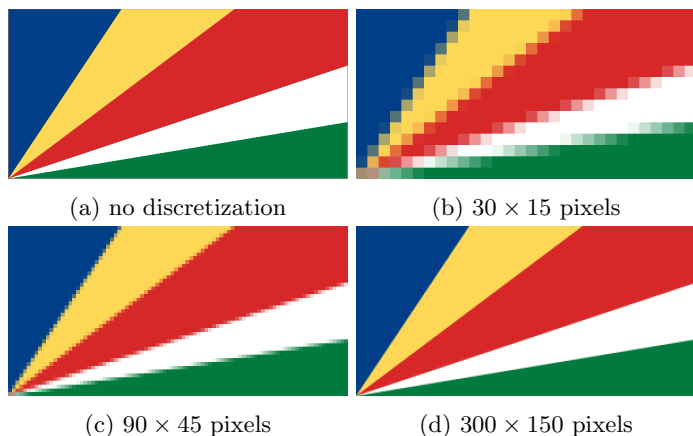 (a) no discretization
(b) 30 × 15 pixels
(c) 90 × 45 pixels
(d) 300 × 150 pixels